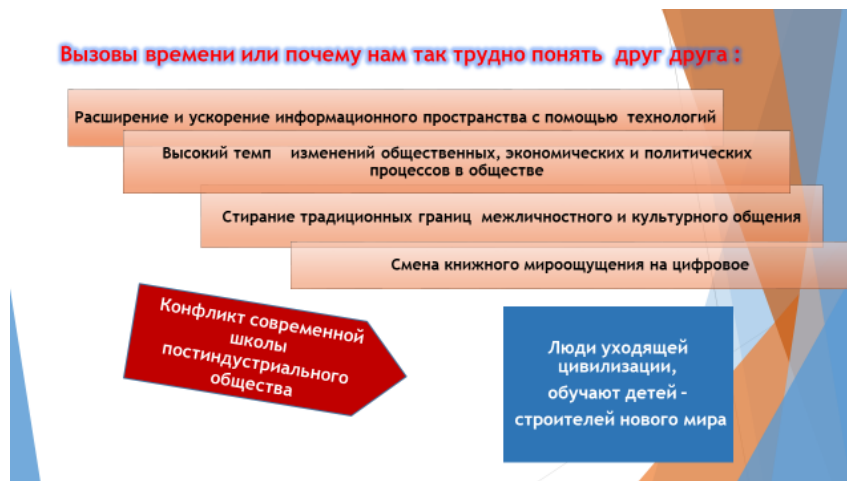 Вызовы времени или почему нам так трудно понять друг друга :
Расширение и ускорение информационного пространства с помощью технологий
Высокий темп изменений общественных, экономических и политических
процессов в обществе
Стирание традиционных границ межличностного и культурного общения
Смена книжного мироощущения на цифровое
Конфликт современной
школы
постиндустриального
общества
Люди уходящей
цивилизации,
обучают детей –
строителей нового мира